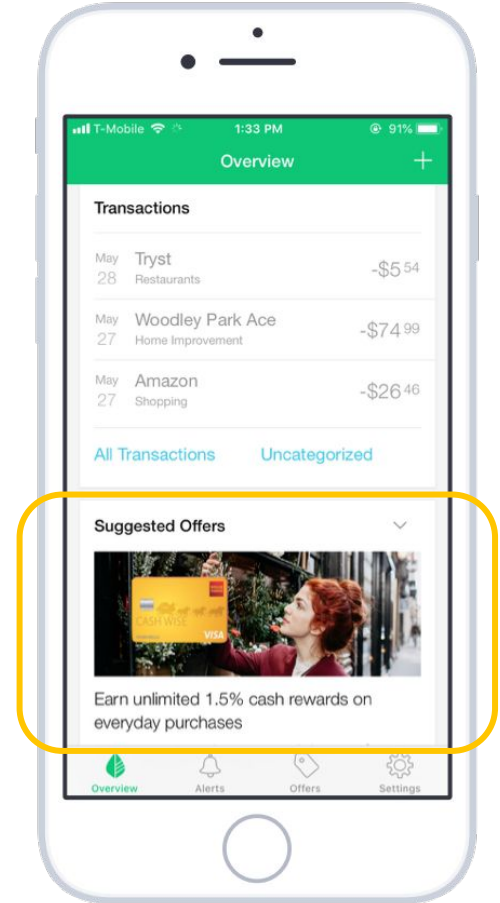 T-Mobile 1:33 PM 91%
Overview +
Transactions
May 28 Tryst -$5 54
Restaurants
May 27 Woodley Park Ace -$74 99
Home Improvement
May 27 Amazon -$26 46
Shopping
All Transactions Uncategorized
Suggested Offers
CASH WISE
VISA
Earn unlimited 1.5% cash rewards on
everyday purchases
Overview Alerts Offers Settings